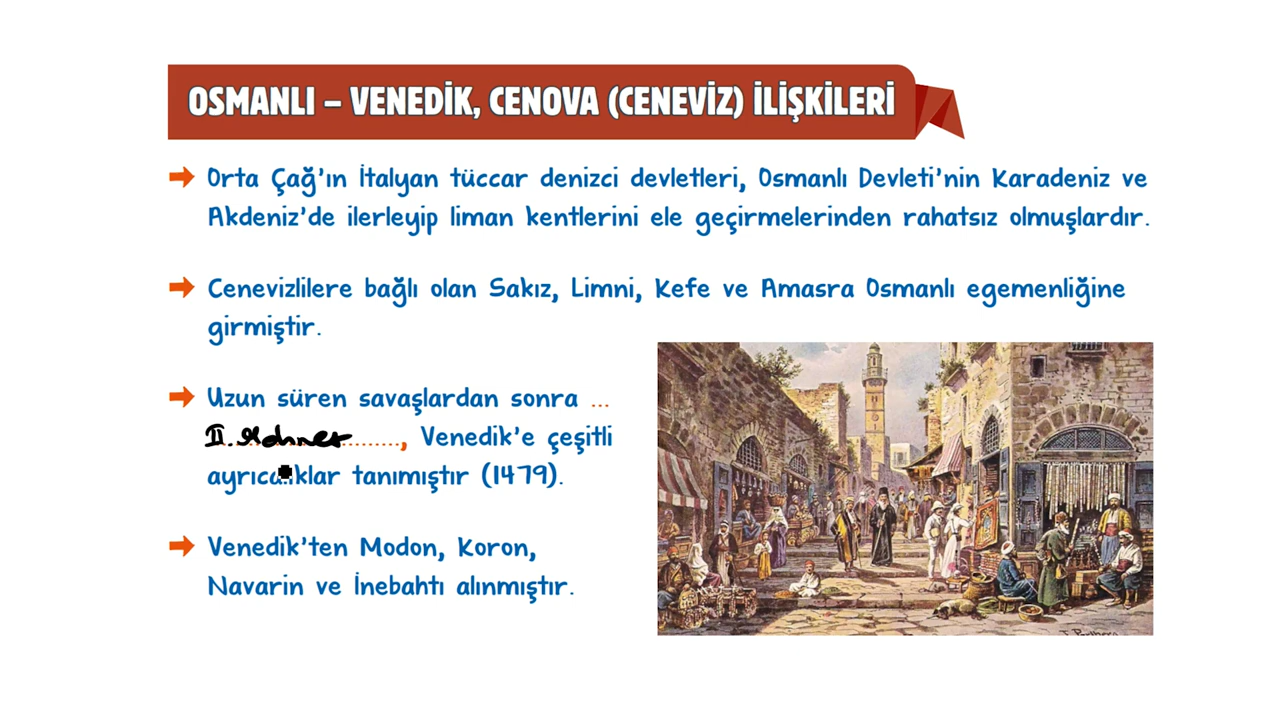 OSMANLI – VENEDİK, CENOVA (CENEVİZ) İLİŞKİLERİ
Orta Çağ'ın İtalyan tüccar denizci devletleri, Osmanlı Devleti'nin Karadeniz ve
Akdeniz'de ilerleyip liman kentlerini ele geçirmelerinden rahatsız olmuşlardır.
Cenevizlilere bağlı olan Sakız, Limni, Kefe ve Amasra Osmanlı egemenliğine
girmiştir.
Uzun süren savaşlardan sonra ...
II. Mehmet ........, Venedik'e çeşitli
ayrıcalıklar tanımıştır (1479).
Venedik'ten Modon, Koron,
Navarin ve İnebahtı alınmıştır.